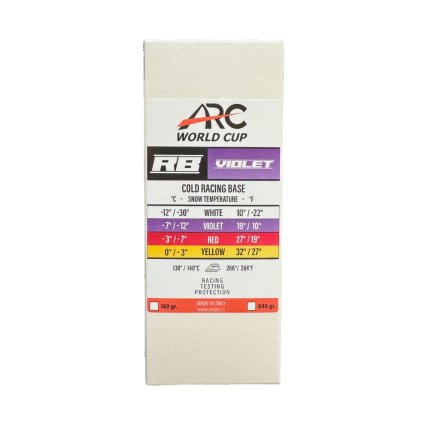 ARC
WORLD CUP
RB VIOLET
COLD RACING BASE
°C - SNOW TEMPERATURE - °F
-12° / -30° WHITE 10° / -22°
-7° / -12° VIOLET 19° / 10°
-3° / -7° RED 27° / 19°
0° / -3° YELLOW 32° / 27°
130° / 140°C 266° / 284°F
RACING
TESTING
PROTECTION
160 gr. MADE IN ITALY 640 gr.